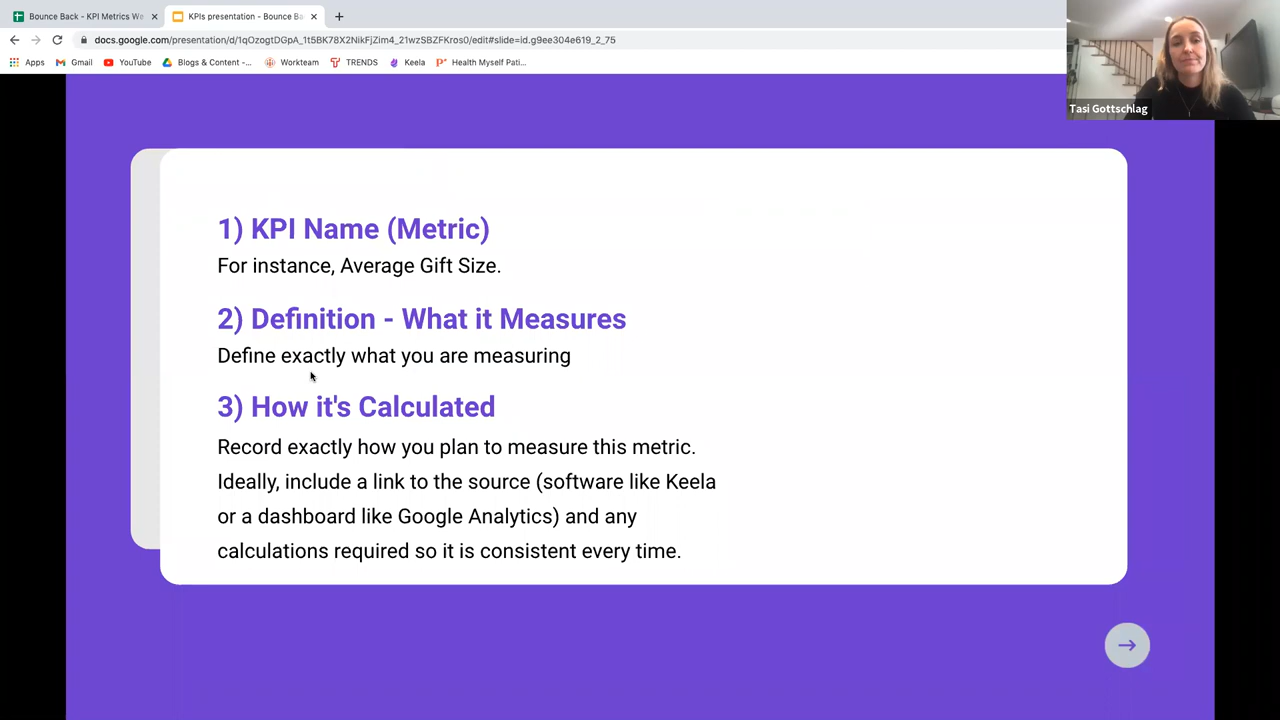 Bounce Back - KPI Metrics We
KPIs presentation - Bounce Ba
docs.google.com/presentation/d/1qOzogtDGpA_1t5BK78X2NikFjZim4_21wzSBZFKros0/edit#slide=id.g9ee304e619_2_75
Apps Gmail YouTube Blogs & Content -... Workteam TRENDS Keela Health Myself Pati...
Tasi Gottschlag
1) KPI Name (Metric)
For instance, Average Gift Size.
2) Definition - What it Measures
Define exactly what you are measuring
3) How it's Calculated
Record exactly how you plan to measure this metric.
Ideally, include a link to the source (software like Keela
or a dashboard like Google Analytics) and any
calculations required so it is consistent every time.